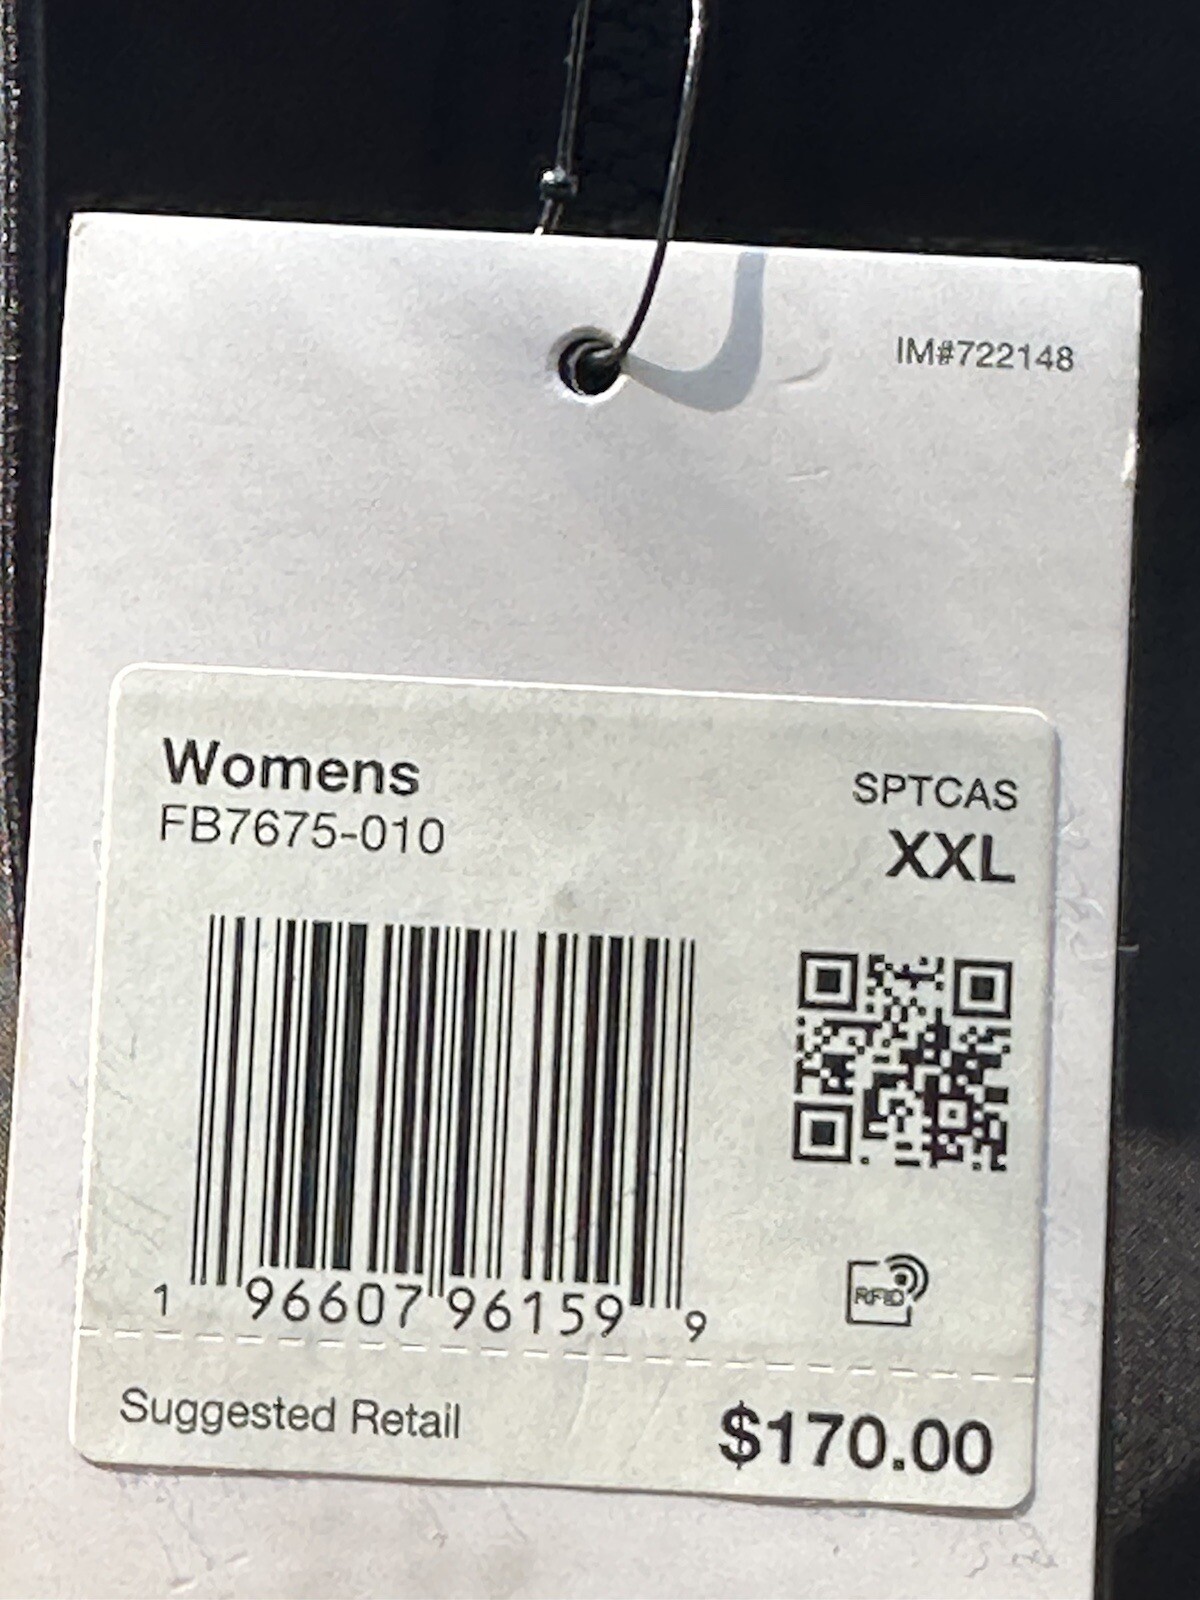 IM#722148
Womens
SPTCAS
FB7675-010
XXL
1 96607 96159 9
RFID
Suggested Retail
$170.00